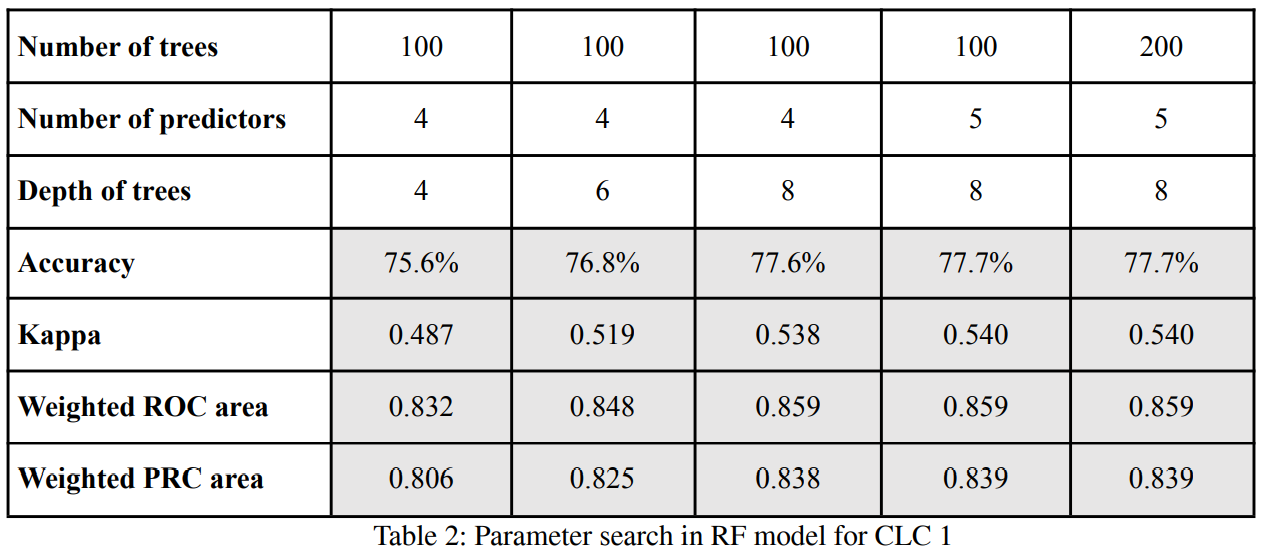 Number of trees 100 100 100 100 200
Number of predictors 4 4 4 5 5
Depth of trees 4 6 8 8 8
Accuracy 75.6% 76.8% 77.6% 77.7% 77.7%
Kappa 0.487 0.519 0.538 0.540 0.540
Weighted ROC area 0.832 0.848 0.859 0.859 0.859
Weighted PRC area 0.806 0.825 0.838 0.839 0.839
Table 2: Parameter search in RF model for CLC 1